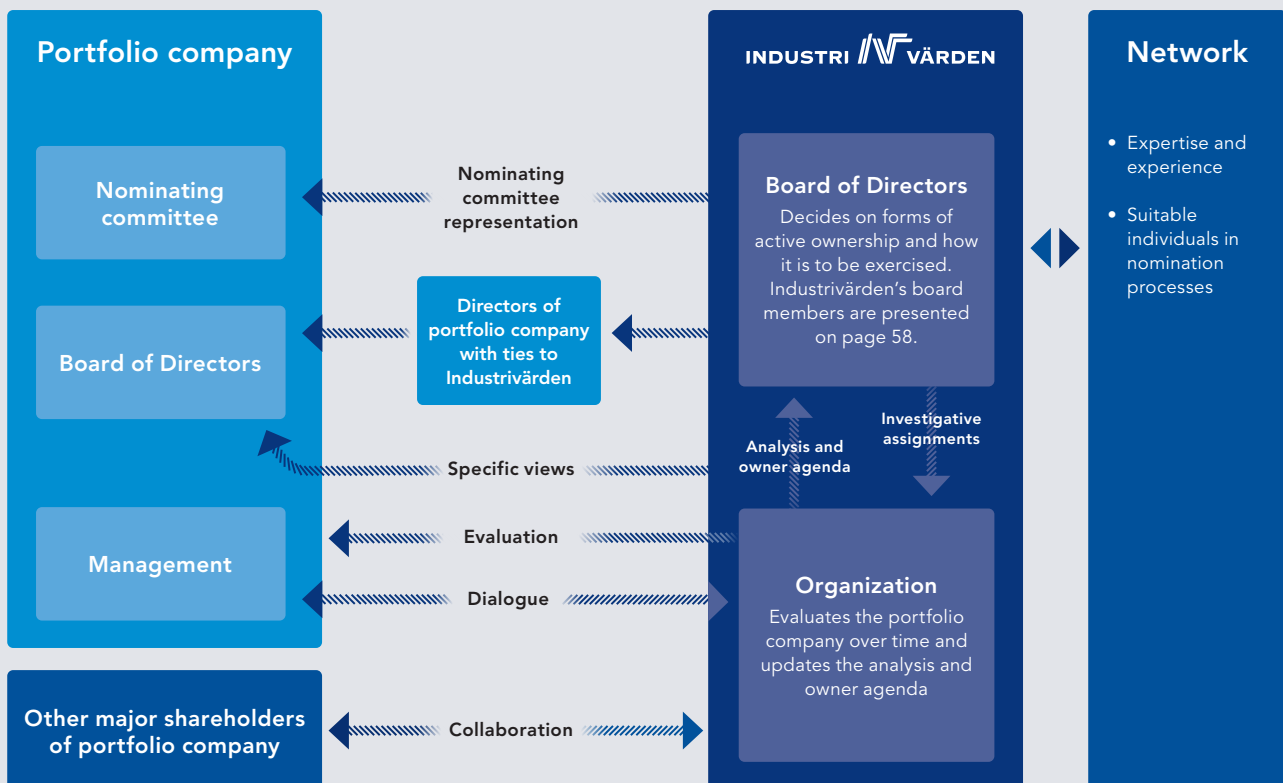 Portfolio company
Nominating
committee
Board of Directors
Management
Other major shareholders
of portfolio company
Nominating
committee
representation
Directors of
portfolio company
with ties to
Industrivärden
Specific views
Evaluation
Dialogue
Collaboration
INDUSTRI VÄRDEN
Board of Directors
Decides on forms of
active ownership and how
it is to be exercised.
Industrivärden’s board
members are presented
on page 58.
Analysis and
owner agenda
Investigative
assignments
Organization
Evaluates the portfolio
company over time and
updates the analysis and
owner agenda
Network
• Expertise and
experience
• Suitable
individuals in
nomination
processes